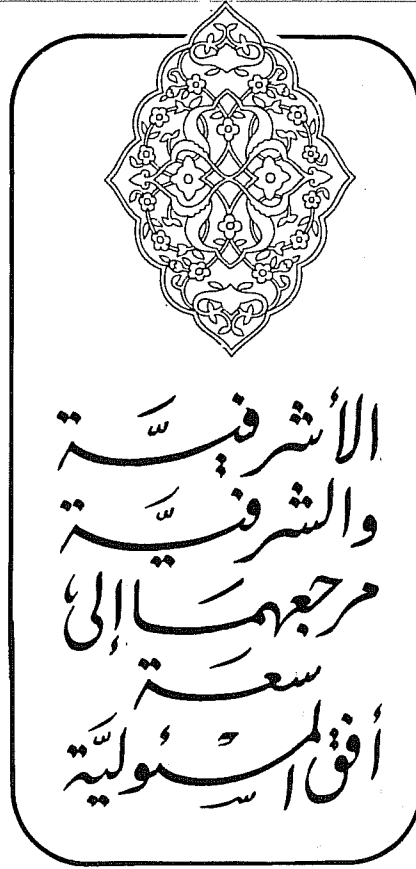 الأشرفيّة
والشرفيّة
مرجعهما إلى
سعة
أفق المسئوليّة